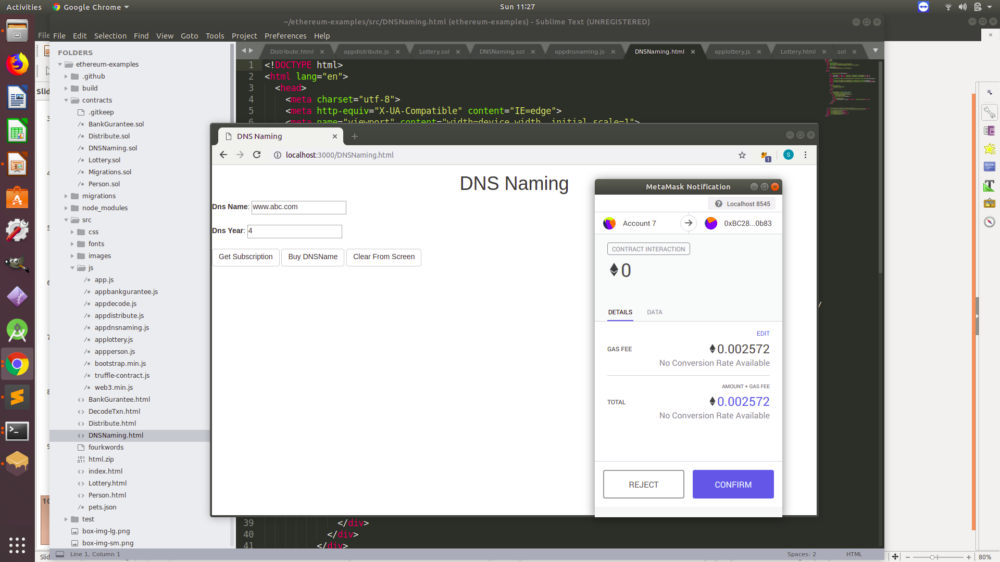 Activities
Google Chrome
Sun 11:27
~/ethereum-examples/src/DNSNaming.html (ethereum-examples) - Sublime Text (UNREGISTERED)
File
File Edit Selection Find View Goto Tools Project Preferences Help
FOLDERS
ethereum-examples
.github
build
contracts
.gitkeep
BankGurantee.sol
Distribute.sol
DNSNaming.sol
Lottery.sol
Migrations.sol
Person.sol
migrations
node_modules
src
css
fonts
images
js
app.js
appbankgurantee.js
appdecode.js
appdistribute.js
appdnsnaming.js
applottery.js
appperson.js
bootstrap.min.js
truffle-contract.js
web3.min.js
BankGurantee.html
DecodeTxn.html
Distribute.html
DNSNaming.html
fourkwords
html.zip
index.html
Lottery.html
Person.html
pets.json
test
box-img-lg.png
box-img-sm.png
Distribute.html
appdistribute.js
Lottery.sol
DNSNaming.sol
appdnsnaming.js
DNSNaming.html
applottery.js
Lottery.html
.sol
1 <!DOCTYPE html>
2 <html lang="en">
3 <head>
4 <meta charset="utf-8">
5 <meta http-equiv="X-UA-Compatible" content="IE=edge">
6 <meta name="viewport" content="width=device-width, initial-scale=1">
DNS Naming
localhost:3000/DNSNaming.html
S
1
DNS Naming
Dns Name: www.abc.com
Dns Year: 4
Get Subscription
Buy DNSName
Clear From Screen
MetaMask Notification
Localhost 8545
Account 7
0xBC28...0b83
CONTRACT INTERACTION
0
DETAILS
DATA
EDIT
GAS FEE
0.002572
No Conversion Rate Available
AMOUNT + GAS FEE
TOTAL
0.002572
No Conversion Rate Available
REJECT
CONFIRM
39 </div>
40 </div>
41 </div>
Line 1, Column 1
Spaces: 2
HTML
Slid
10
Slid
80%